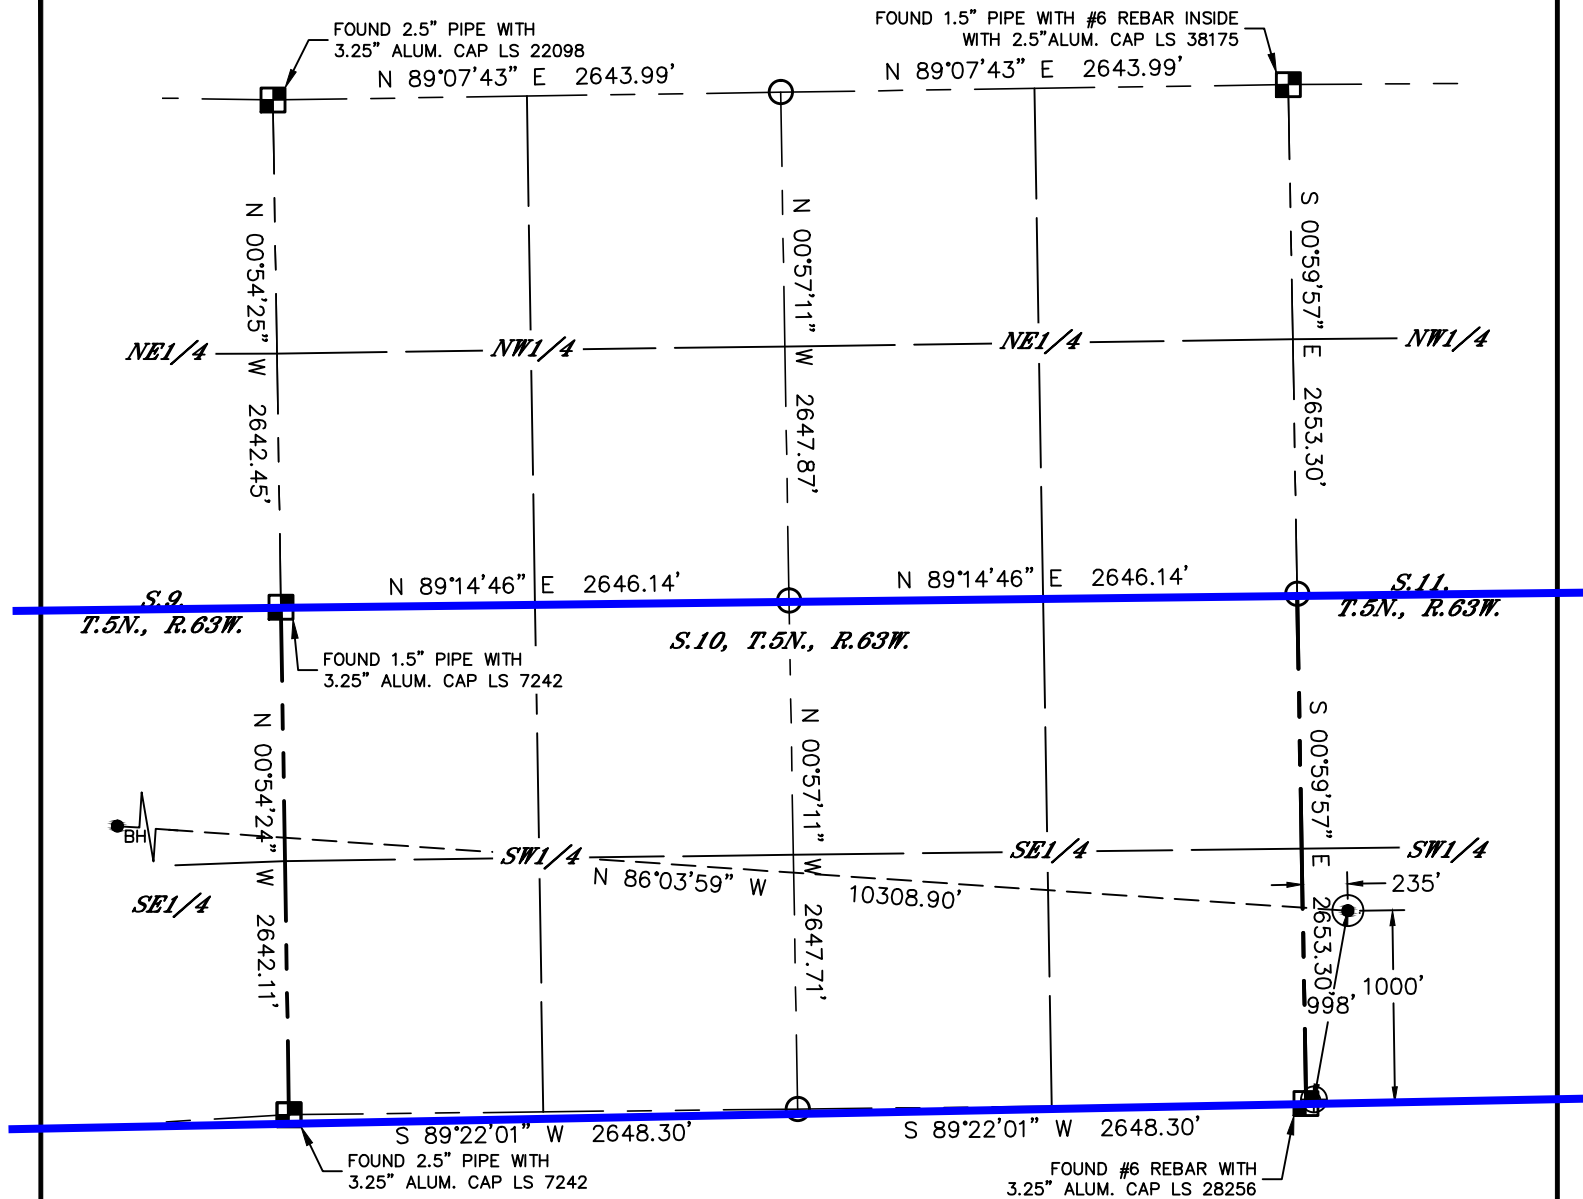 FOUND 2.5" PIPE WITH
3.25" ALUM. CAP LS 22098
FOUND 1.5" PIPE WITH #6 REBAR INSIDE
WITH 2.5"ALUM. CAP LS 38175
N 89°07'43" E 2643.99'
N 89°07'43" E 2643.99'
N 00°54'25" W 2642.45'
N 00°57'11" W 2647.87'
S 00°59'57" E 2653.30'
NE1/4
NW1/4
NE1/4
NW1/4
N 89°14'46" E 2646.14'
N 89°14'46" E 2646.14'
S.9.
T.5N., R.63W.
S.11.
T.5N., R.63W.
S.10, T.5N., R.63W.
FOUND 1.5" PIPE WITH
3.25" ALUM. CAP LS 7242
N 00°54'24" W 2642.11'
N 00°57'11" W 2647.71'
S 00°59'57" E 2653.30'
BH
SW1/4
SE1/4
SW1/4
SE1/4
N 86°03'59" W 10308.90'
235'
1000'
998'
S 89°22'01" W 2648.30'
S 89°22'01" W 2648.30'
FOUND 2.5" PIPE WITH
3.25" ALUM. CAP LS 7242
FOUND #6 REBAR WITH
3.25" ALUM. CAP LS 28256